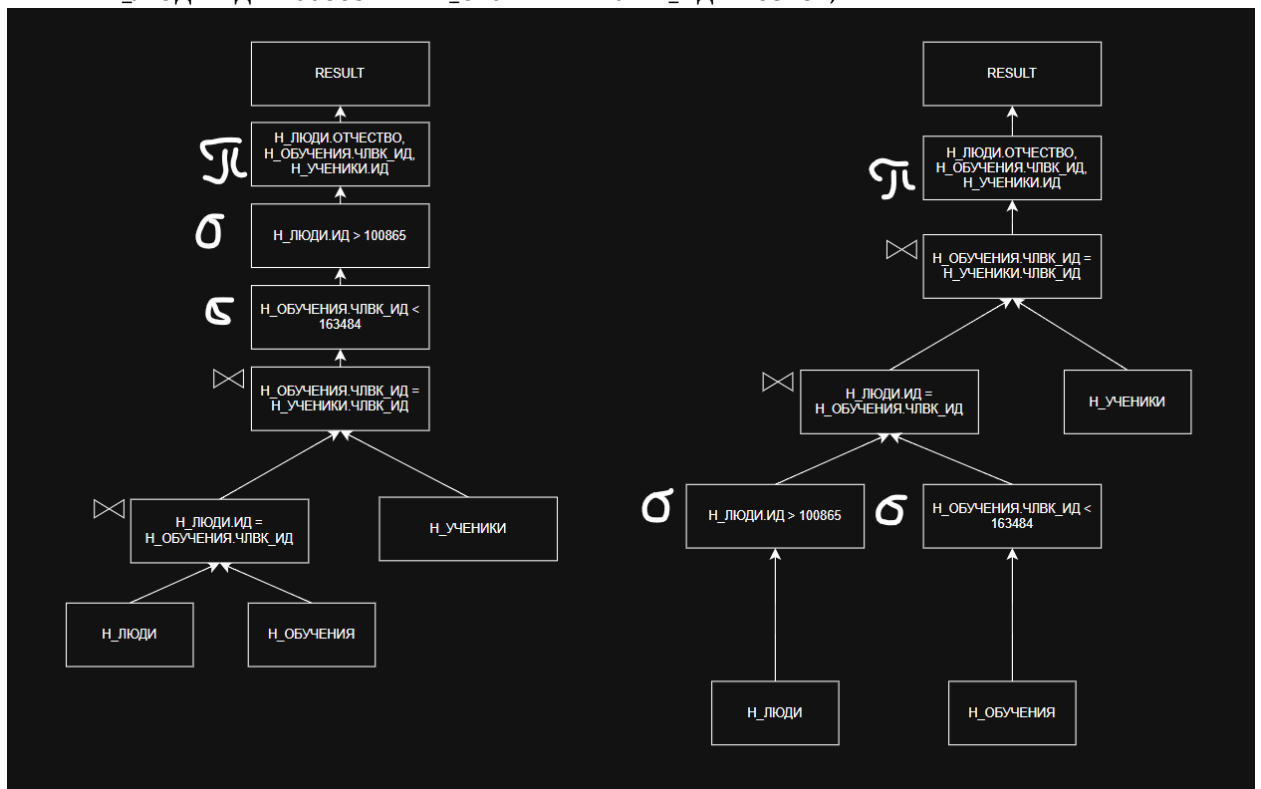 RESULT
π
Н_ЛЮДИ.ОТЧЕСТВО,
Н_ОБУЧЕНИЯ.ЧЛВК_ИД,
Н_УЧЕНИКИ.ИД
σ
Н_ЛЮДИ.ИД > 100865
σ
Н_ОБУЧЕНИЯ.ЧЛВК_ИД <
163484
⋈
Н_ОБУЧЕНИЯ.ЧЛВК_ИД =
Н_УЧЕНИКИ.ЧЛВК_ИД
⋈
Н_ЛЮДИ.ИД =
Н_ОБУЧЕНИЯ.ЧЛВК_ИД
Н_УЧЕНИКИ
Н_ЛЮДИ
Н_ОБУЧЕНИЯ
RESULT
π
Н_ЛЮДИ.ОТЧЕСТВО,
Н_ОБУЧЕНИЯ.ЧЛВК_ИД,
Н_УЧЕНИКИ.ИД
⋈
Н_ОБУЧЕНИЯ.ЧЛВК_ИД =
Н_УЧЕНИКИ.ЧЛВК_ИД
⋈
Н_ЛЮДИ.ИД =
Н_ОБУЧЕНИЯ.ЧЛВК_ИД
Н_УЧЕНИКИ
σ
Н_ЛЮДИ.ИД > 100865
σ
Н_ОБУЧЕНИЯ.ЧЛВК_ИД <
163484
Н_ЛЮДИ
Н_ОБУЧЕНИЯ